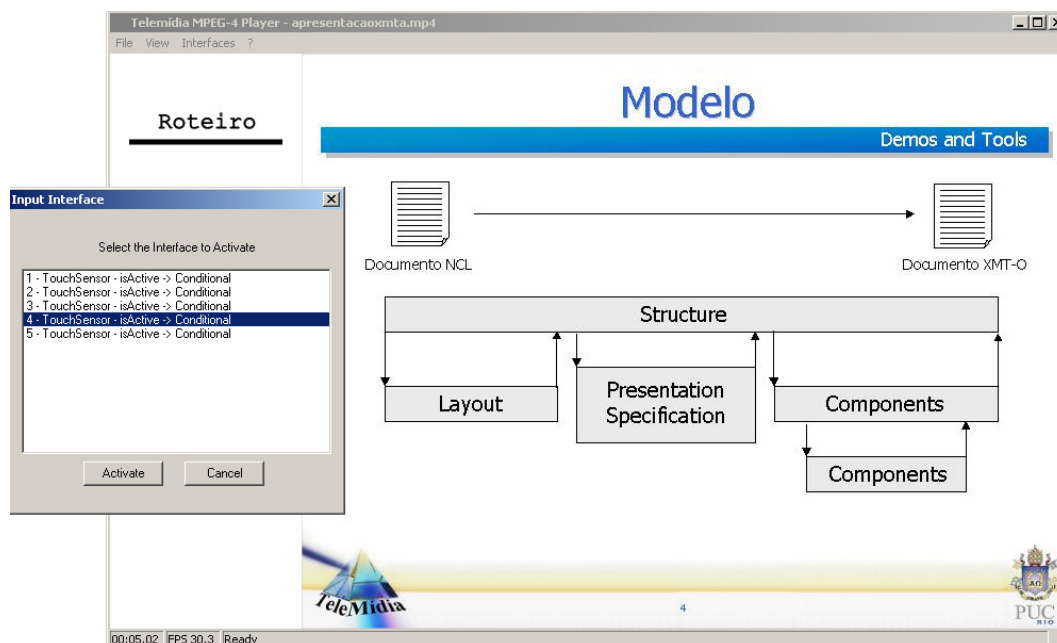 Telemídia MPEG-4 Player - apresentacaoxmta.mp4
File View Interfaces ?
Roteiro
Modelo
Demos and Tools
Input Interface
Select the Interface to Activate
1 - TouchSensor - isActive -> Conditional
2 - TouchSensor - isActive -> Conditional
3 - TouchSensor - isActive -> Conditional
4 - TouchSensor - isActive -> Conditional
5 - TouchSensor - isActive -> Conditional
Activate Cancel
Documento NCL
Documento XMT-O
Structure
Layout
Presentation
Specification
Components
Components
TeleMídia
4
PUC
RIO
00:05.02 FPS 30.3 Ready